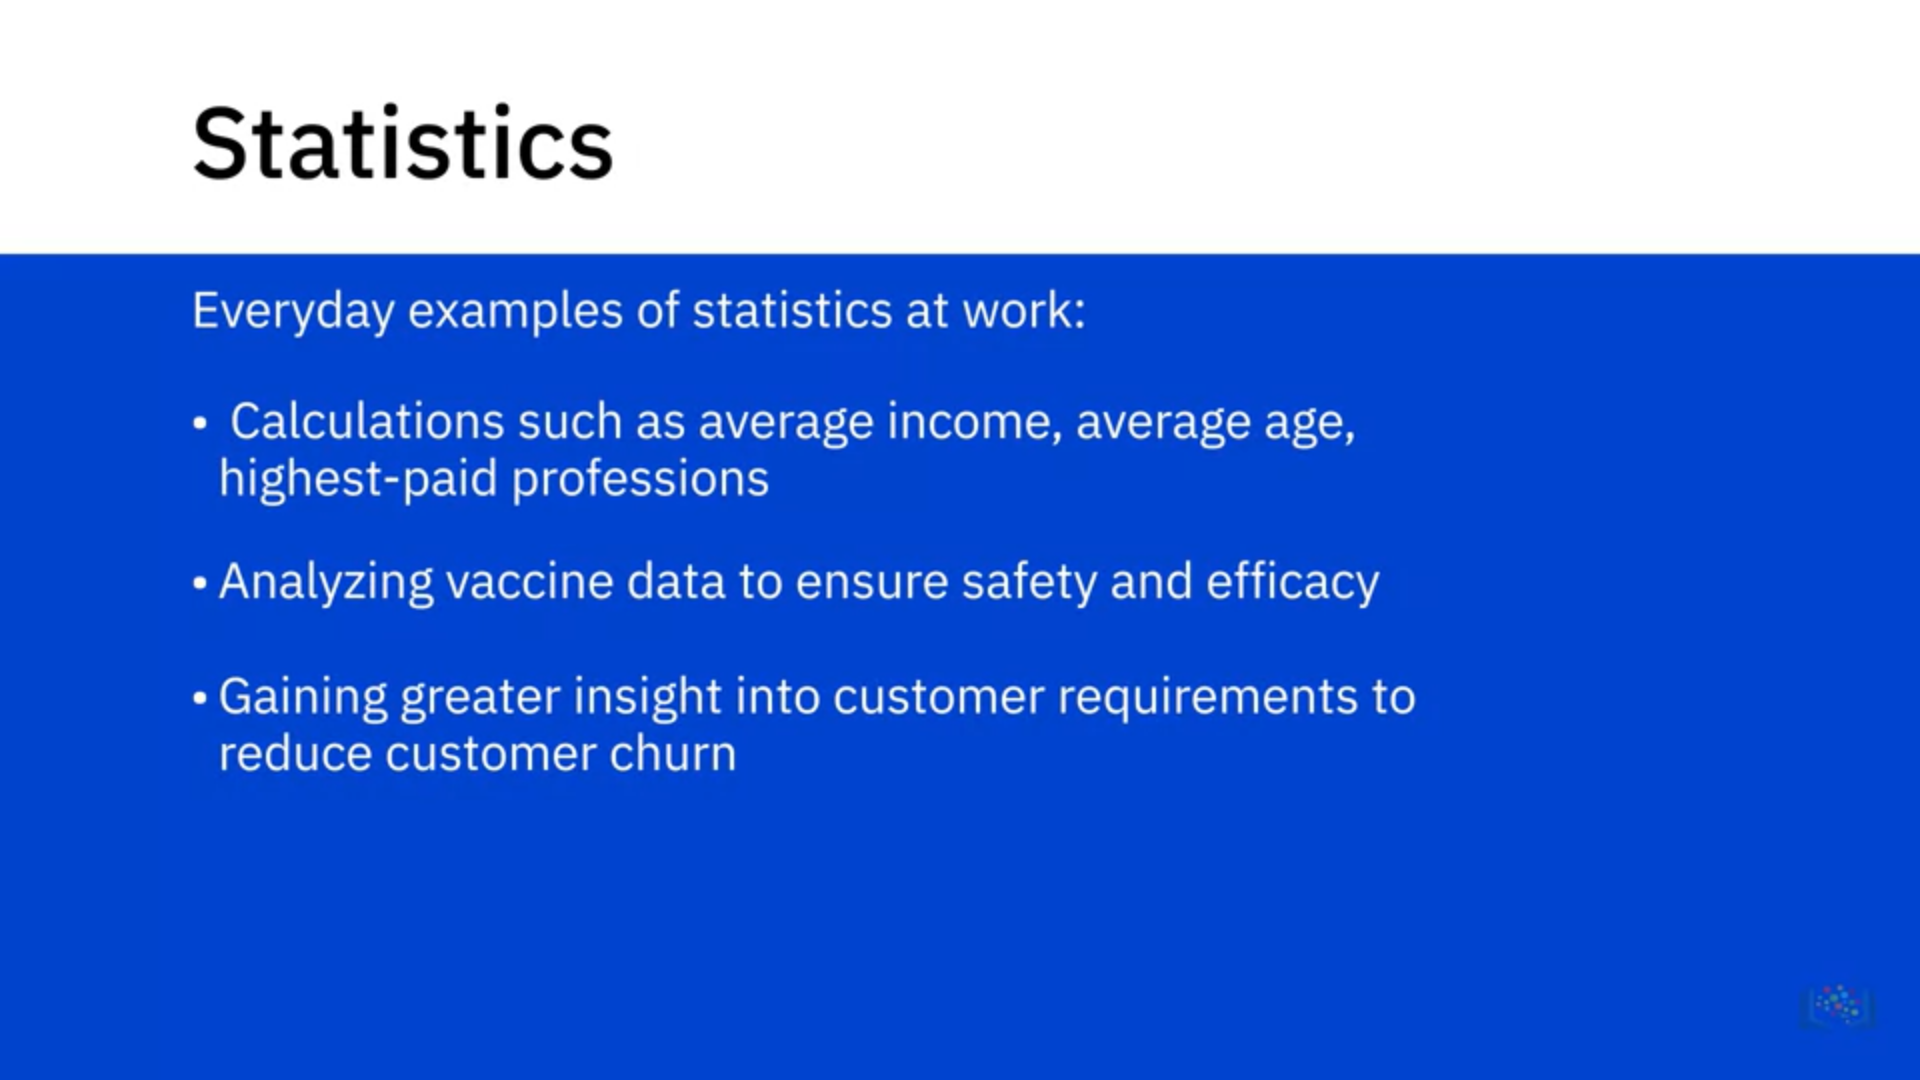 Statistics
Everyday examples of statistics at work:
• Calculations such as average income, average age,
highest-paid professions
• Analyzing vaccine data to ensure safety and efficacy
• Gaining greater insight into customer requirements to
reduce customer churn